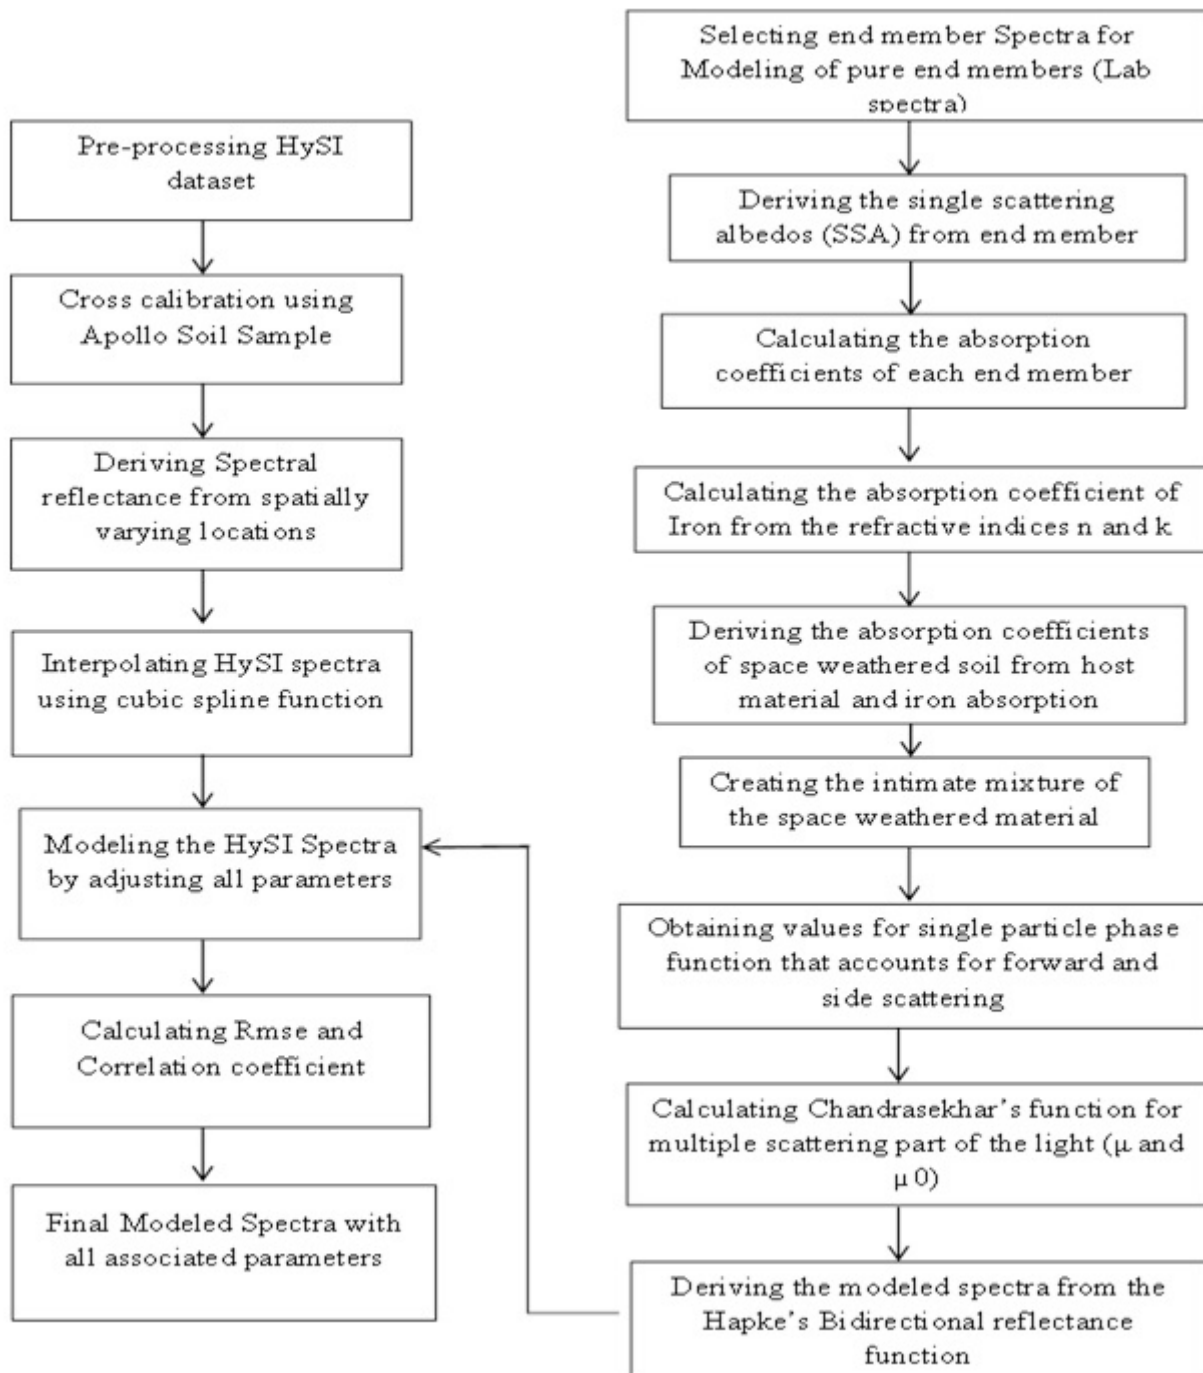 Pre-processing HySI
dataset
Cross calibration using
Apollo Soil Sample
Deriving Spectral
reflectance from spatially
varying locations
Interpolating HySI spectra
using cubic spline function
Modeling the HySI Spectra
by adjusting all parameters
Calculating Rmse and
Correlation coefficient
Final Modeled Spectra with
all associated parameters
Selecting end member Spectra for
Modeling of pure end members (Lab
spectra)
Deriving the single scattering
albedos (SSA) from end member
Calculating the absorption
coefficients of each end member
Calculating the absorption coefficient of
Iron from the refractive indices n and k
Deriving the absorption coefficients
of space weathered soil from host
material and iron absorption
Creating the intimate mixture of
the space weathered material
Obtaining values for single particle phase
function that accounts for forward and
side scattering
Calculating Chandrasekhar’s function for
multiple scattering part of the light (μ and
μ 0)
Deriving the modeled spectra from the
Hapke’s Bidirectional reflectance
function